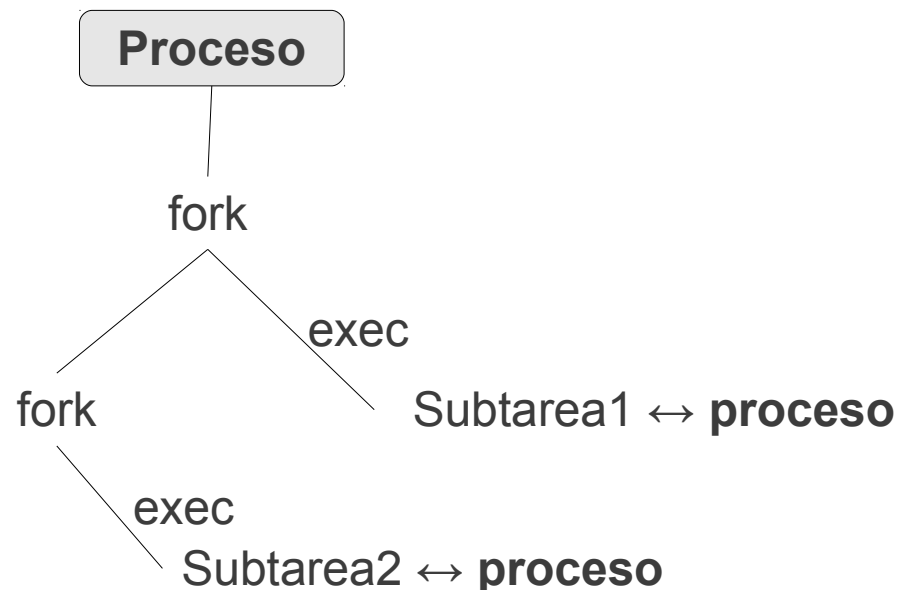 Proceso
fork
exec
fork
Subtarea1 ↔ proceso
exec
Subtarea2 ↔ proceso